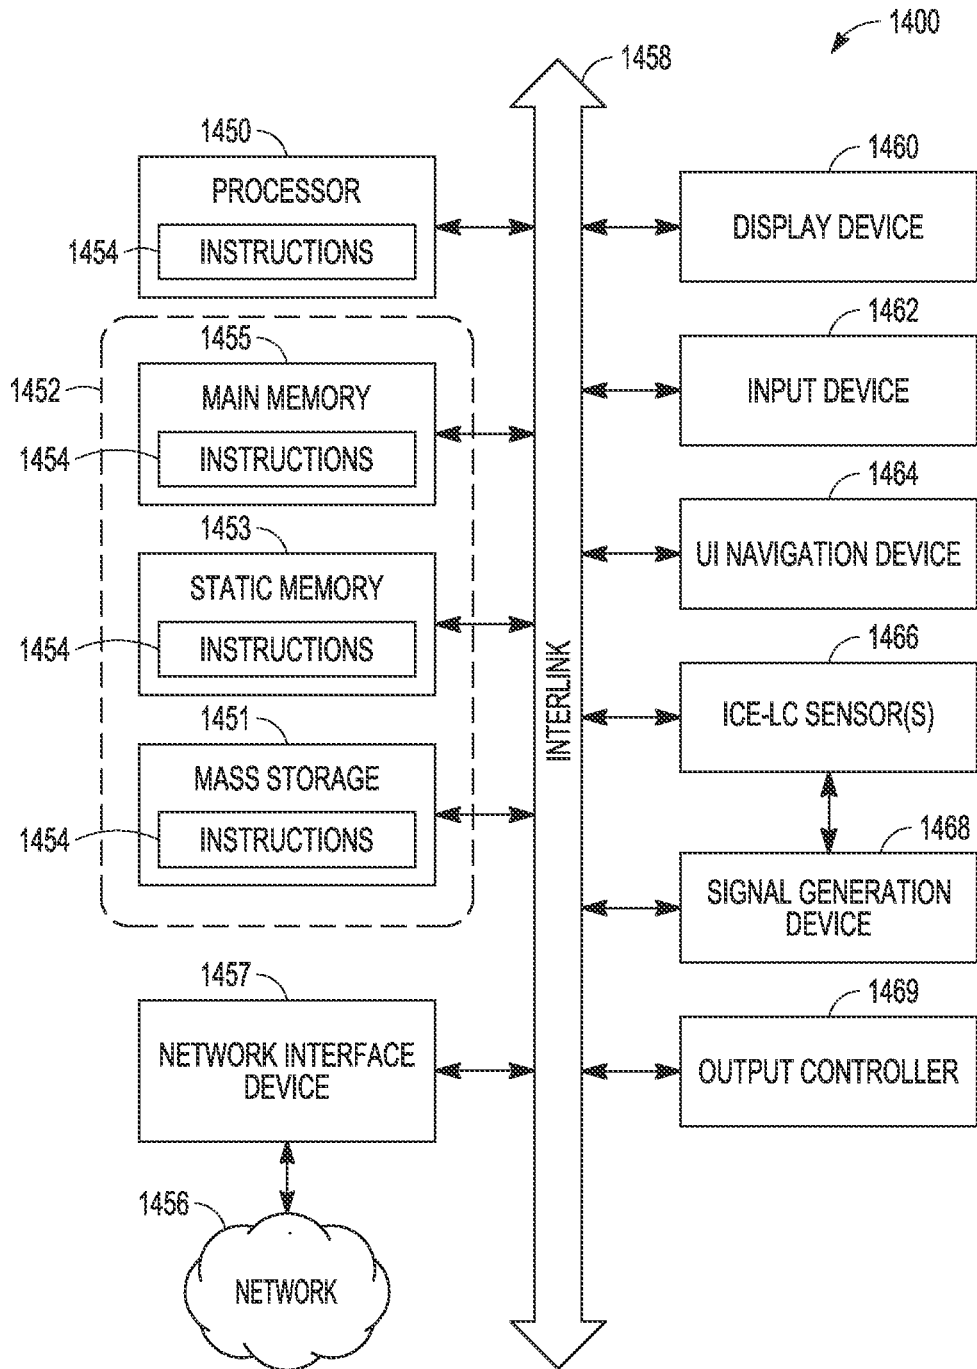 1400
1458
1450
PROCESSOR
1454
INSTRUCTIONS
1452
1455
MAIN MEMORY
1454
INSTRUCTIONS
1453
STATIC MEMORY
1454
INSTRUCTIONS
1451
MASS STORAGE
1454
INSTRUCTIONS
1457
NETWORK INTERFACE
DEVICE
1456
NETWORK
INTERLINK
1460
DISPLAY DEVICE
1462
INPUT DEVICE
1464
UI NAVIGATION DEVICE
1466
ICE-LC SENSOR(S)
1468
SIGNAL GENERATION
DEVICE
1469
OUTPUT CONTROLLER